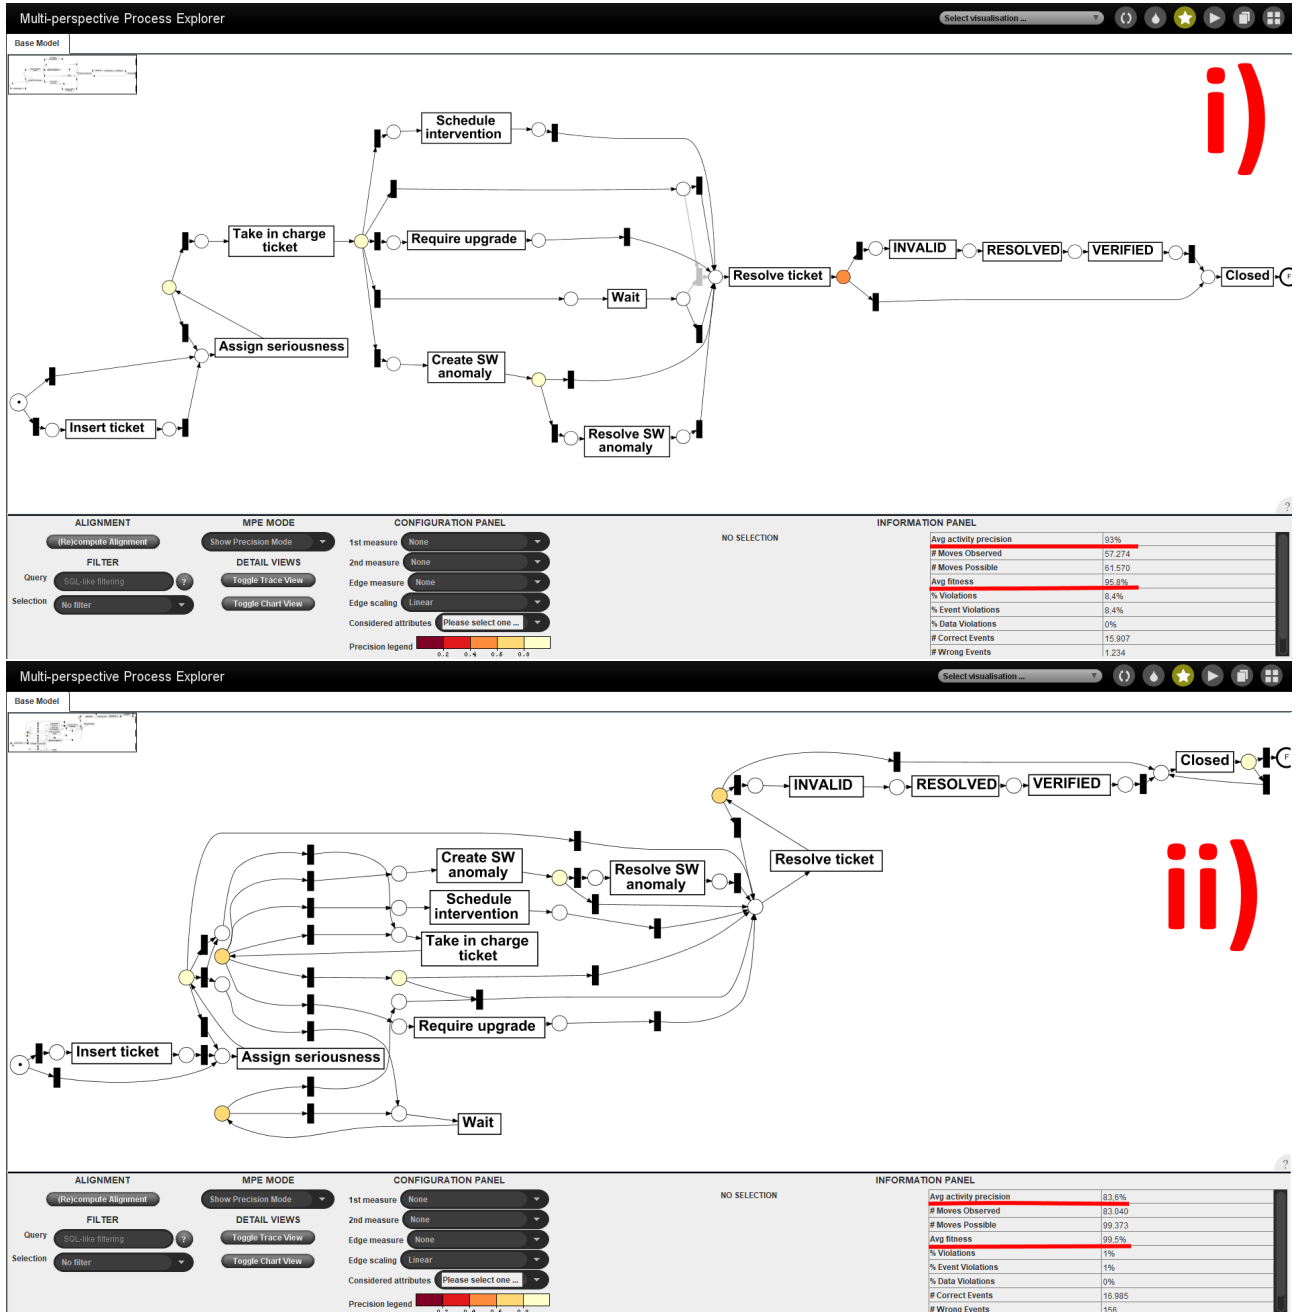 Multi-perspective Process Explorer
Select visualisation ...
Base Model
i)
Schedule
intervention
Take in charge
ticket
Require upgrade
INVALID
RESOLVED
VERIFIED
Resolve ticket
Closed
F
Wait
Assign seriousness
Create SW
anomaly
Insert ticket
Resolve SW
anomaly
?
ALIGNMENT
(Re)compute Alignment
FILTER
Query
SQL-like filtering
?
Selection
No filter
MPE MODE
Show Precision Mode
DETAIL VIEWS
Toggle Trace View
Toggle Chart View
CONFIGURATION PANEL
1st measure
None
2nd measure
None
Edge measure
None
Edge scaling
Linear
Considered attributes
Please select one ...
Precision legend
0.2 0.4 0.6 0.8
NO SELECTION
INFORMATION PANEL
Avg activity precision 93%
# Moves Observed 57.274
# Moves Possible 61.570
Avg fitness 95,8%
% Violations 8,4%
% Event Violations 8,4%
% Data Violations 0%
# Correct Events 15.907
# Wrong Events 1.234
Multi-perspective Process Explorer
Select visualisation ...
Base Model
Closed
F
INVALID
RESOLVED
VERIFIED
ii)
Create SW
anomaly
Resolve SW
anomaly
Resolve ticket
Schedule
intervention
Take in charge
ticket
Require upgrade
Insert ticket
Assign seriousness
Wait
?
ALIGNMENT
(Re)compute Alignment
FILTER
Query
SQL-like filtering
?
Selection
No filter
MPE MODE
Show Precision Mode
DETAIL VIEWS
Toggle Trace View
Toggle Chart View
CONFIGURATION PANEL
1st measure
None
2nd measure
None
Edge measure
None
Edge scaling
Linear
Considered attributes
Please select one ...
Precision legend
NO SELECTION
INFORMATION PANEL
Avg activity precision 83,6%
# Moves Observed 83.040
# Moves Possible 99.373
Avg fitness 99,5%
% Violations 1%
% Event Violations 1%
% Data Violations 0%
# Correct Events 16.985
# Wrong Events 156